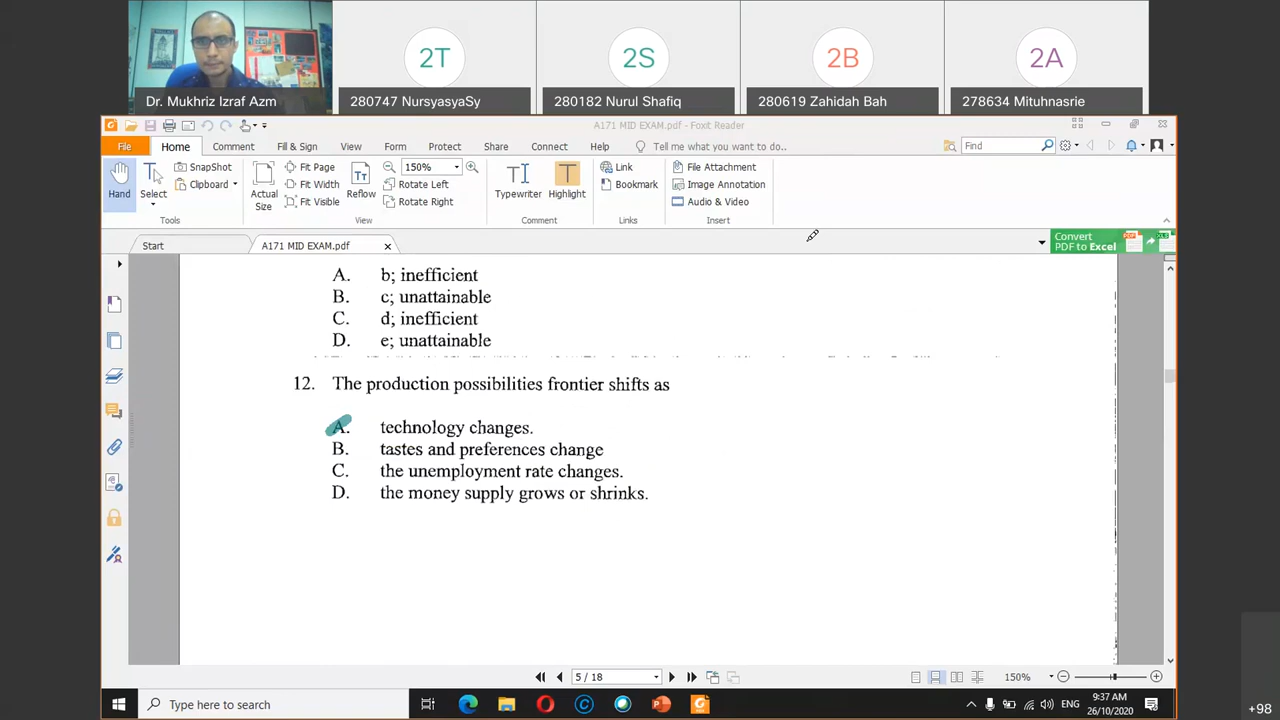 2T
2S
2B
2A
Dr. Mukhriz Izraf Azm
280747 NursyasyaSy
280182 Nurul Shafiq
280619 Zahidah Bah
278634 Mituhnasrie
A171 MID EXAM.pdf - Foxit Reader
File
Home
Comment
Fill & Sign
View
Form
Protect
Share
Connect
Help
Tell me what you want to do..
Find
Hand
Select
SnapShot
Clipboard
Tools
Actual Size
Fit Page
Fit Width
Fit Visible
Reflow
150%
Rotate Left
Rotate Right
View
Typewriter
Highlight
Comment
Link
Bookmark
Links
File Attachment
Image Annotation
Audio & Video
Insert
Start
A171 MID EXAM.pdf
Convert
PDF to Excel
A. b; inefficient
B. c; unattainable
C. d; inefficient
D. e; unattainable
12. The production possibilities frontier shifts as
A. technology changes.
B. tastes and preferences change
C. the unemployment rate changes.
D. the money supply grows or shrinks.
5 / 18
150%
Type here to search
ENG
9:37 AM
26/10/2020
+98